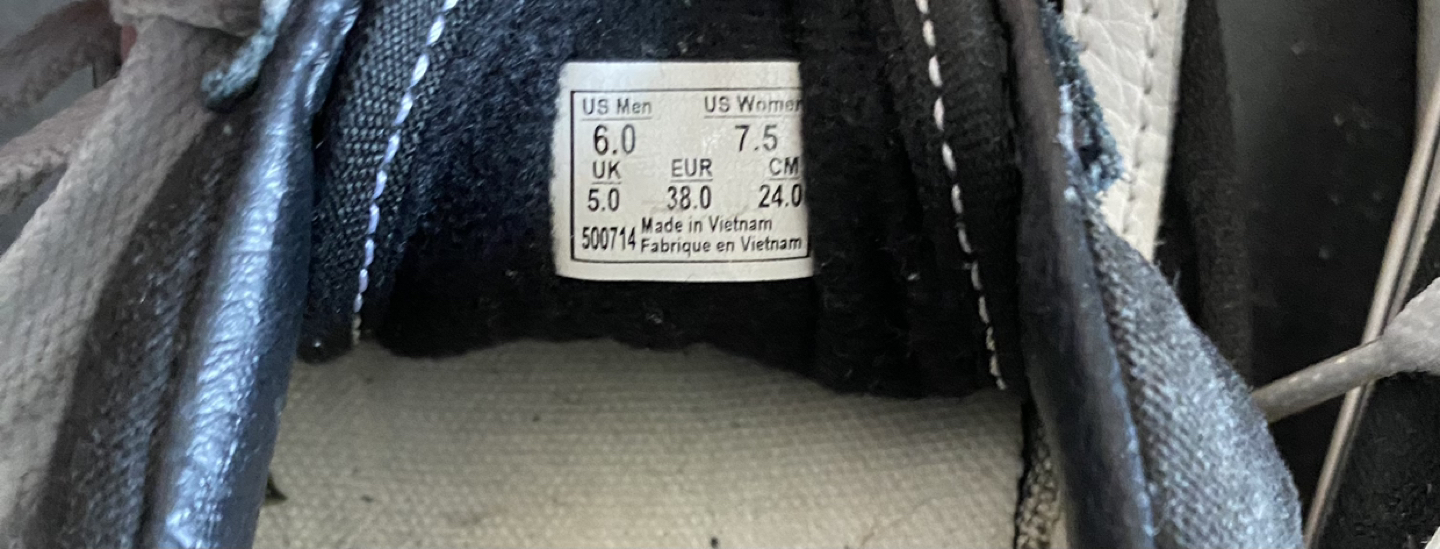 US Men US Women
6.0 7.5
UK EUR CM
5.0 38.0 24.0
500714 Made in Vietnam
Fabrique en Vietnam